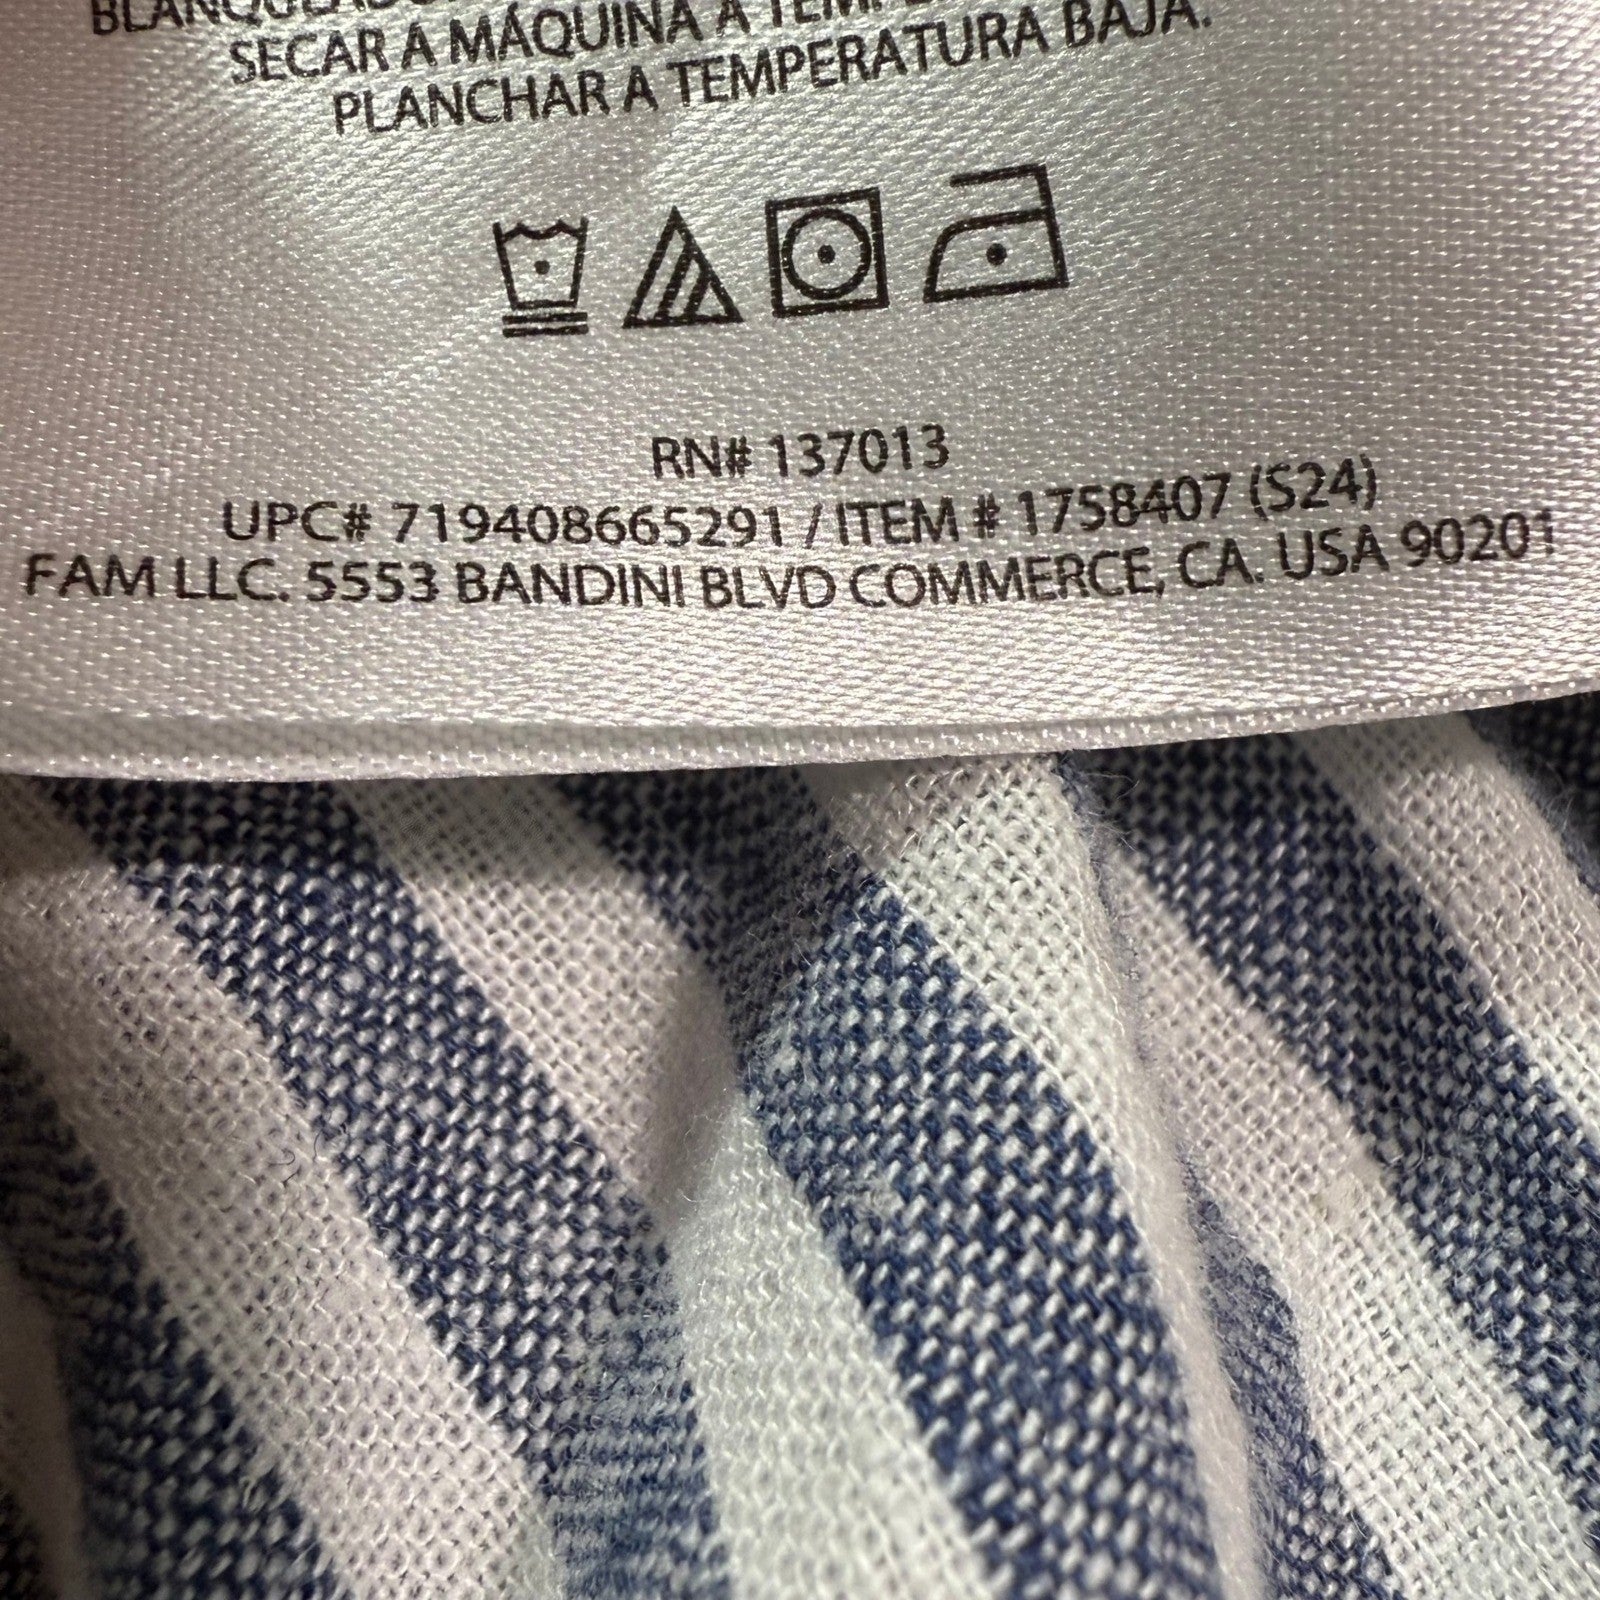 SECAR A MÁQUINA A
PLANCHAR A TEMPERATURA BAJA.
RN# 137013
UPC# 719408665291 / ITEM # 1758407 (S24)
FAM LLC. 5553 BANDINI BLVD COMMERCE, CA. USA 90201